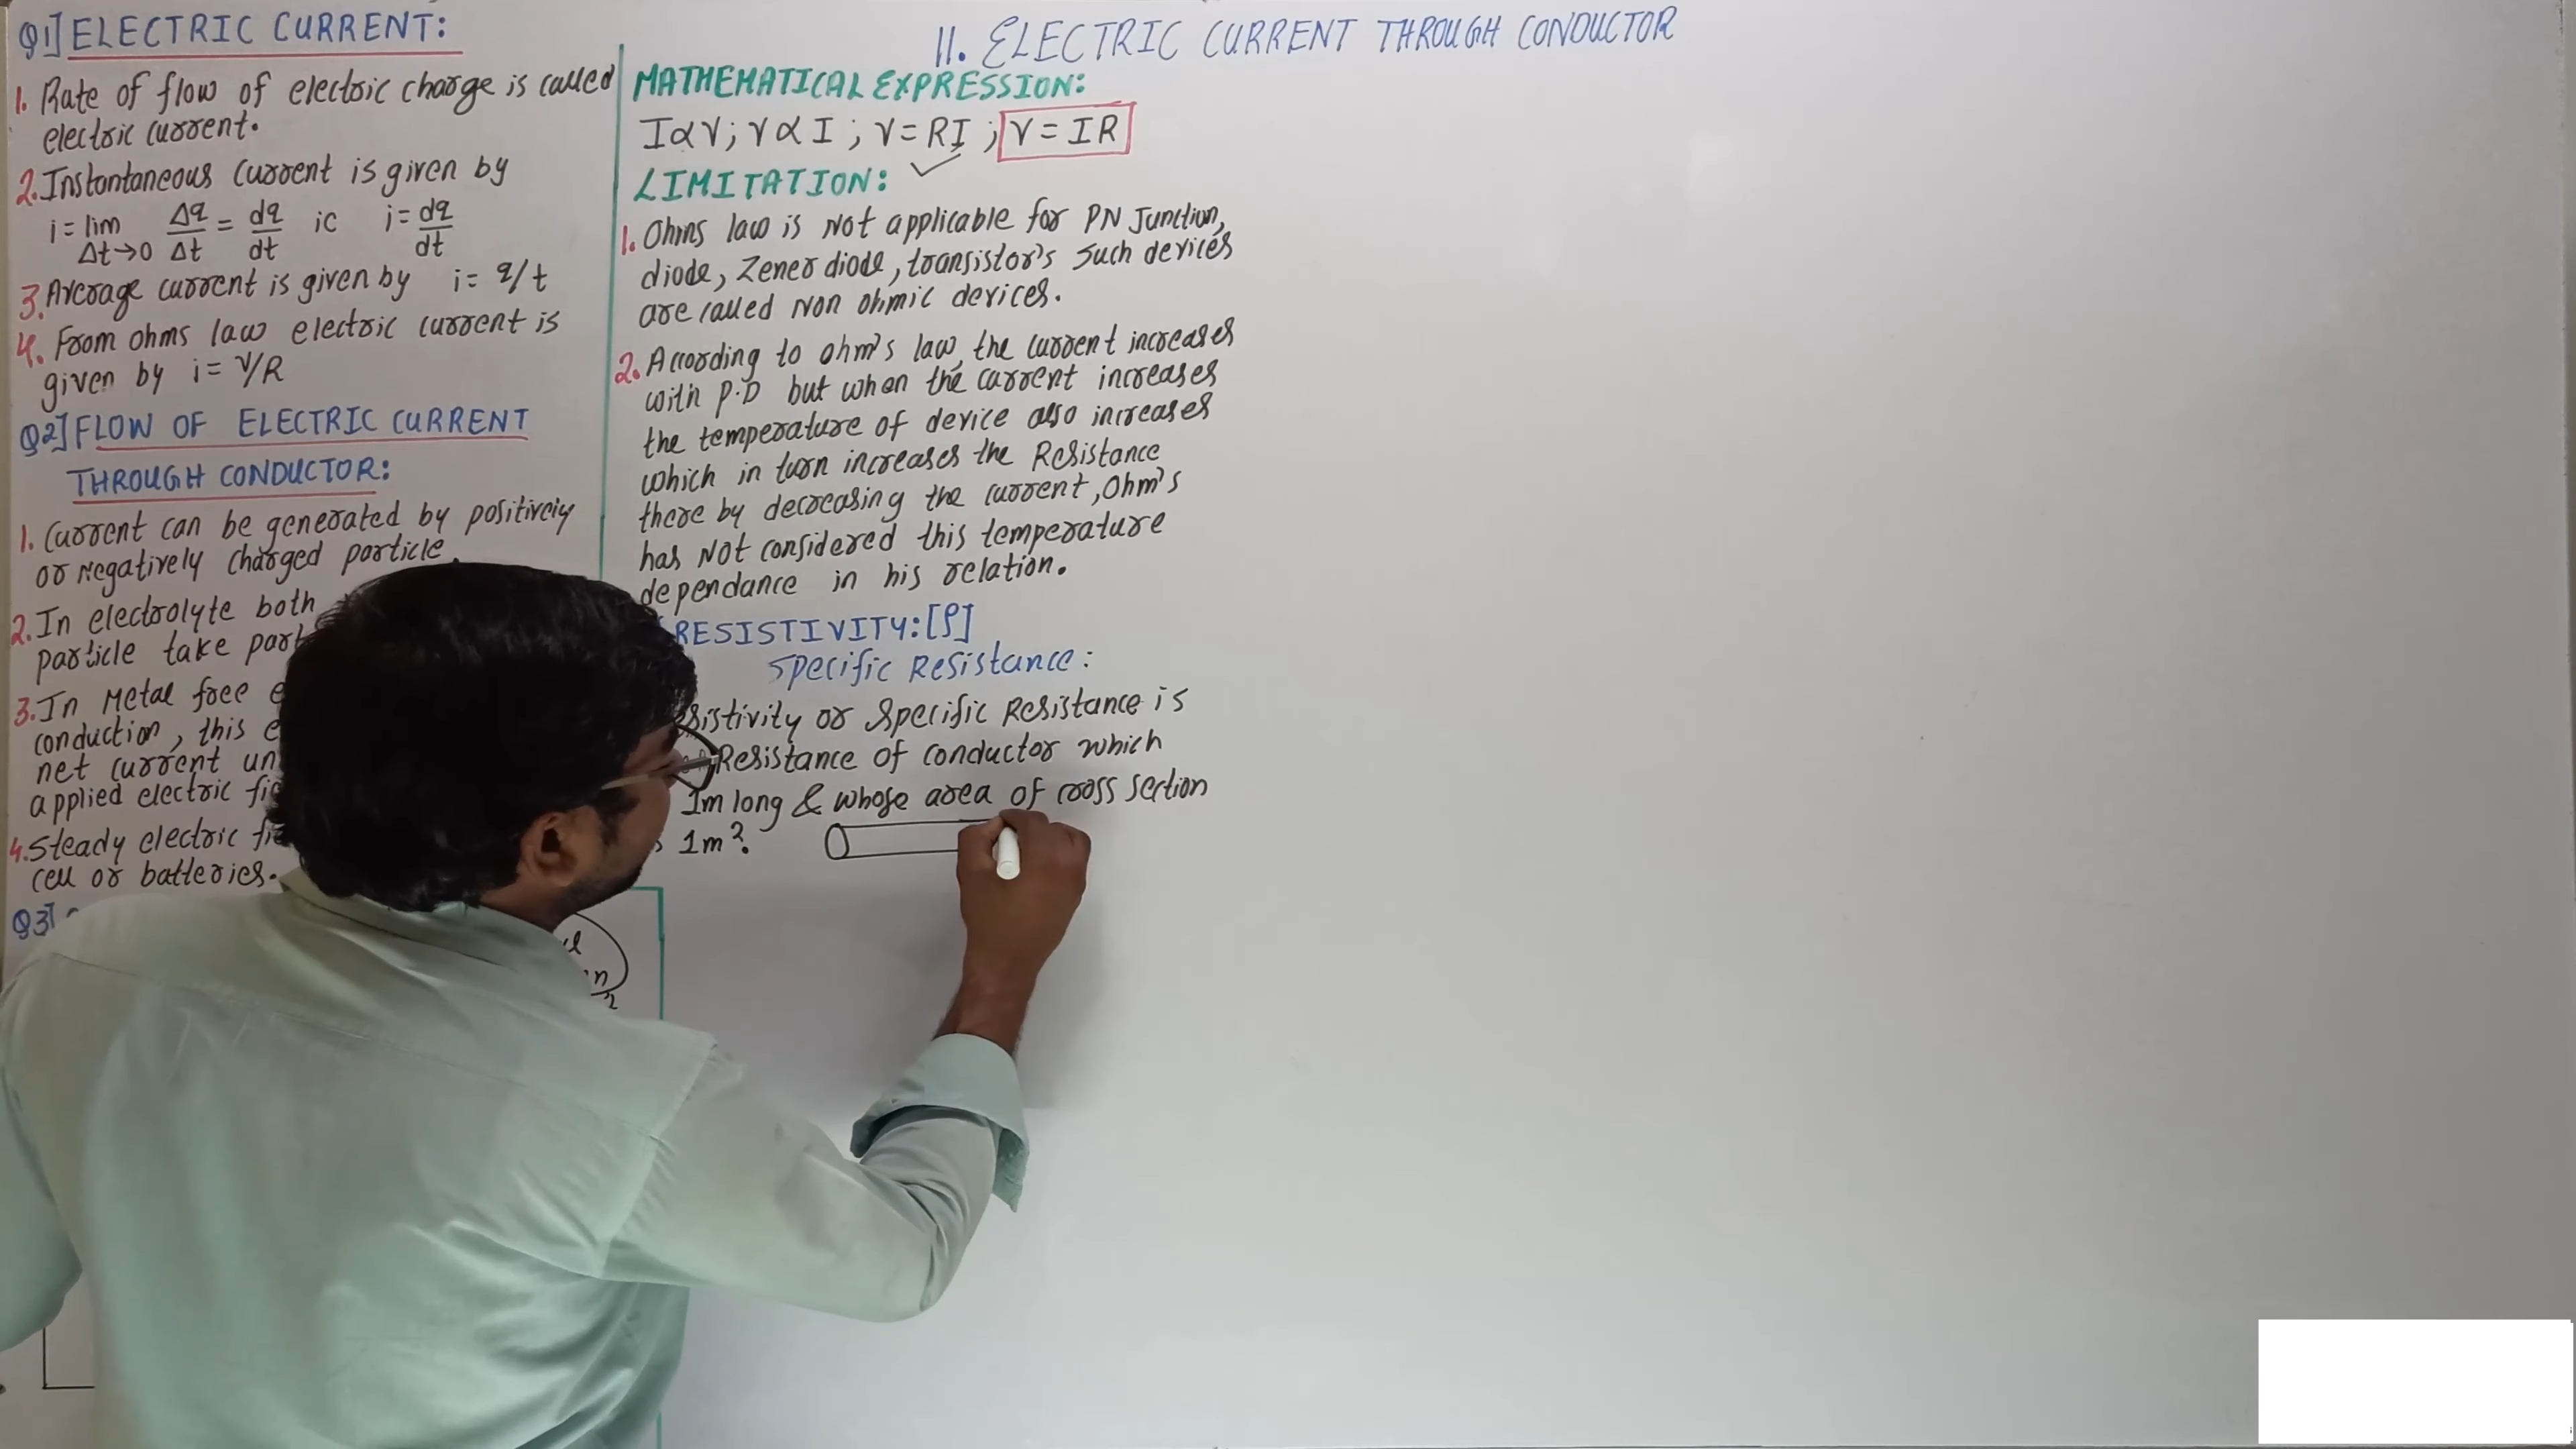 11. ELECTRIC CURRENT THROUGH CONDUCTOR
Q1] ELECTRIC CURRENT:
1. Rate of flow of electric charge is called
electric current.
2. Instantaneous current is given by
i = lim Δq/Δt = dq/dt ie i = dq/dt
Δt→0
3. Average current is given by i = q/t
4. From ohms law electric current is
given by i = V/R
Q2] FLOW OF ELECTRIC CURRENT
THROUGH CONDUCTOR:
1. Current can be generated by positively
or Negatively charged particle.
2. In electrolyte both
particle take part
3. In Metal free
conduction, this
net current
applied electric
4. Steady electric
cell or batteries.
Q3]
MATHEMATICAL EXPRESSION:
I∝V; V∝I; V=RI; V=IR
LIMITATION:
1. Ohms law is Not applicable for PN Junction,
diode, Zener diode, transistor's such devices
are called Non ohmic devices.
2. According to ohm's law, the current increases
with P.D but when the current increases
the temperature of device also increases
which in turn increases the Resistance
there by decreasing the current, Ohm's
has Not considered this temperature
dependance in his relation.
RESISTIVITY: [ρ]
Specific Resistance:
sistivity or Specific Resistance is
Resistance of conductor which
1m long & whose area of cross section
1m².